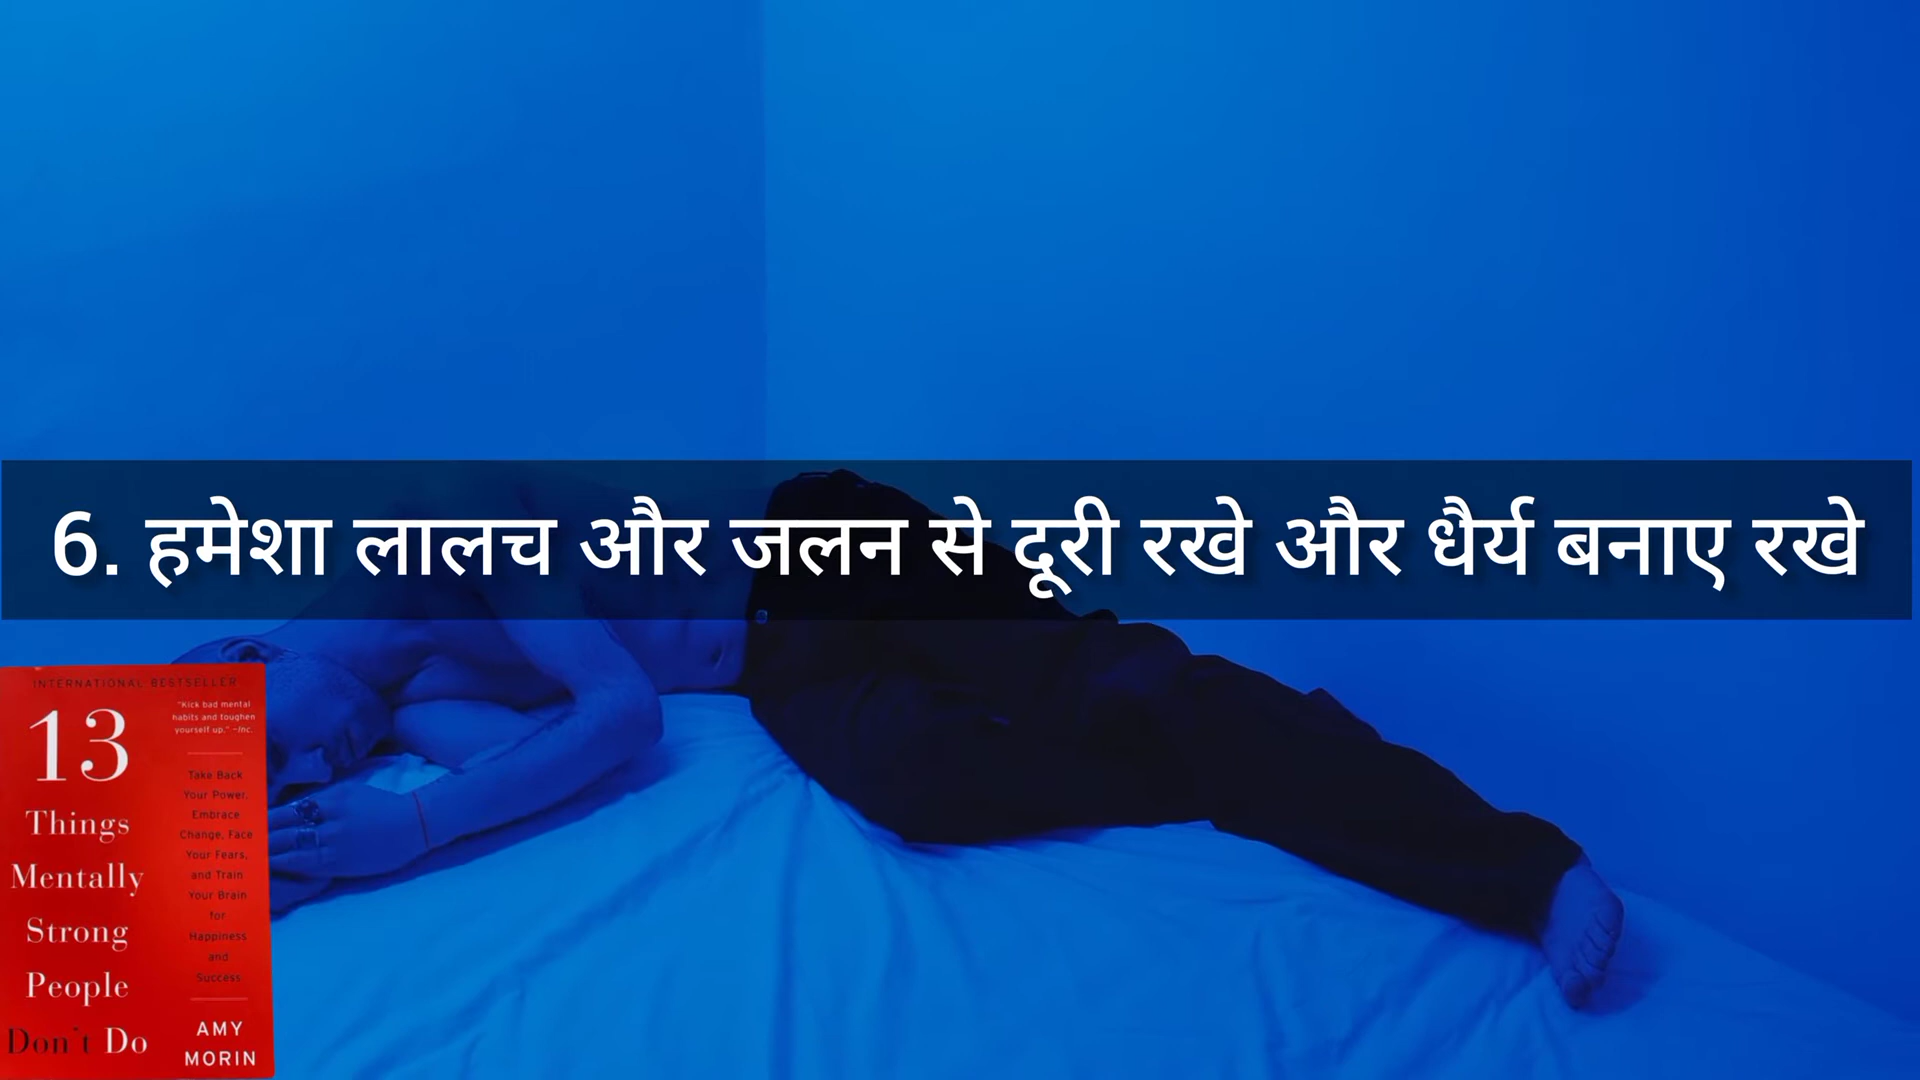 6. हमेशा लालच और जलन से दूरी रखे और धैर्य बनाए रखे
INTERNATIONAL BESTSELLER
13
Things
Mentally
Strong
People
Don't Do
"Kick bad mental
habits and toughen
yourself up." –Inc.
Take Back
Your Power,
Embrace
Change, Face
Your Fears,
and Train
Your Brain
for
Happiness
and
Success
AMY
MORIN